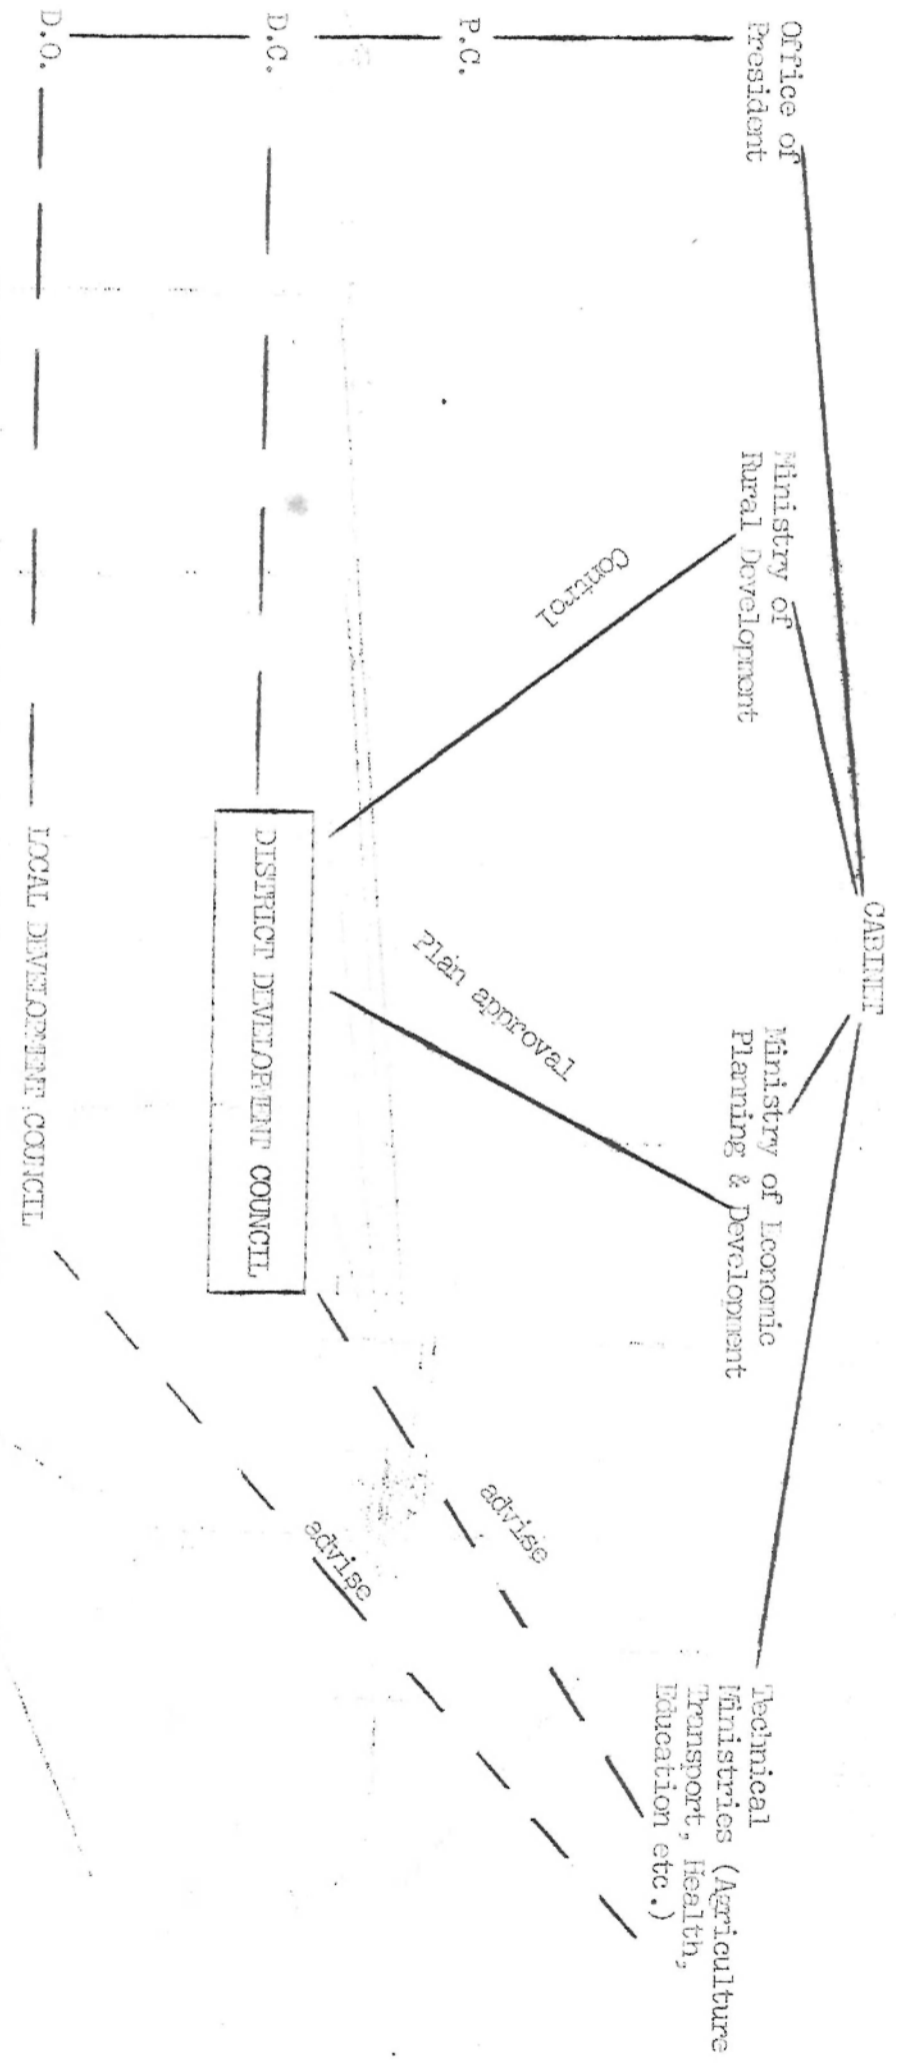 CABINET
Office of
President
Ministry of
Rural Development
Ministry of Economic
Planning & Development
Technical
Ministries (Agriculture
Transport, Health,
Education etc.)
P.C.
Control
Plan approval
advise
D.C.
DISTRICT DEVELOPMENT COUNCIL
advise
D.O.
LOCAL DEVELOPMENT COUNCIL